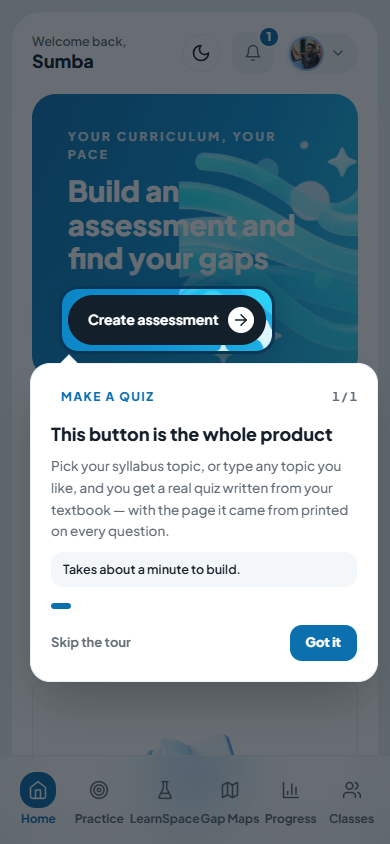 Welcome back,
Sumba
1
YOUR CURRICULUM, YOUR
PACE
Build an
assessment and
find your gaps
Create assessment
MAKE A QUIZ
1/1
This button is the whole product
Pick your syllabus topic, or type any topic you
like, and you get a real quiz written from your
textbook — with the page it came from printed
on every question.
Takes about a minute to build.
Skip the tour
Got it
Home
Practice
LearnSpace
Gap Maps
Progress
Classes